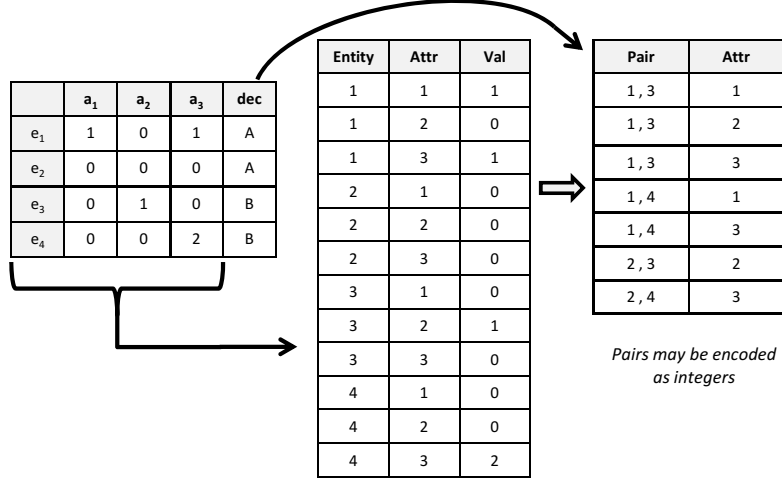 a1 a2 a3 dec
e1 1 0 1 A
e2 0 0 0 A
e3 0 1 0 B
e4 0 0 2 B
Entity Attr Val
1 1 1
1 2 0
1 3 1
2 1 0
2 2 0
2 3 0
3 1 0
3 2 1
3 3 0
4 1 0
4 2 0
4 3 2
Pair Attr
1 , 3 1
1 , 3 2
1 , 3 3
1 , 4 1
1 , 4 3
2 , 3 2
2 , 4 3
Pairs may be encoded
as integers